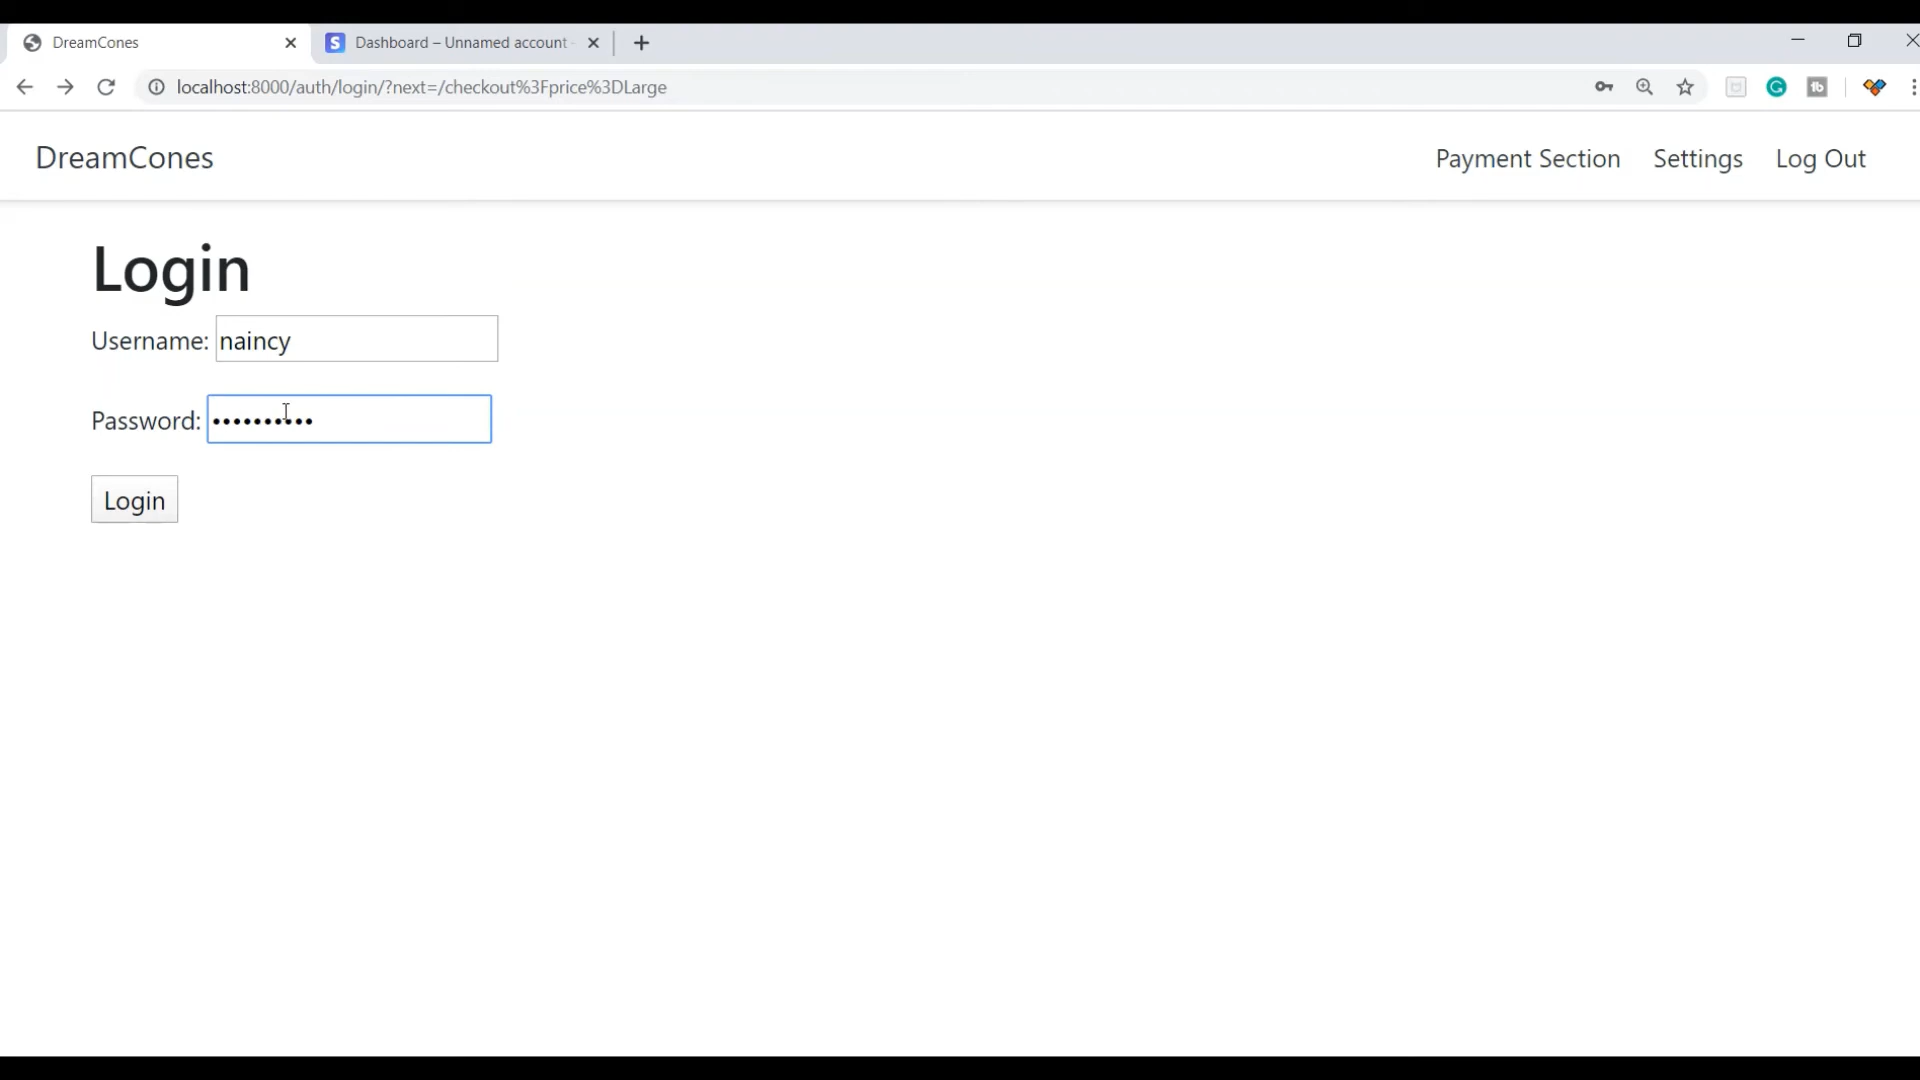 DreamCones
Dashboard – Unnamed account
localhost:8000/auth/login/?next=/checkout%3Fprice%3DLarge
DreamCones
Payment Section
Settings
Log Out
Login
Username: naincy
Password: ••••••••••
Login